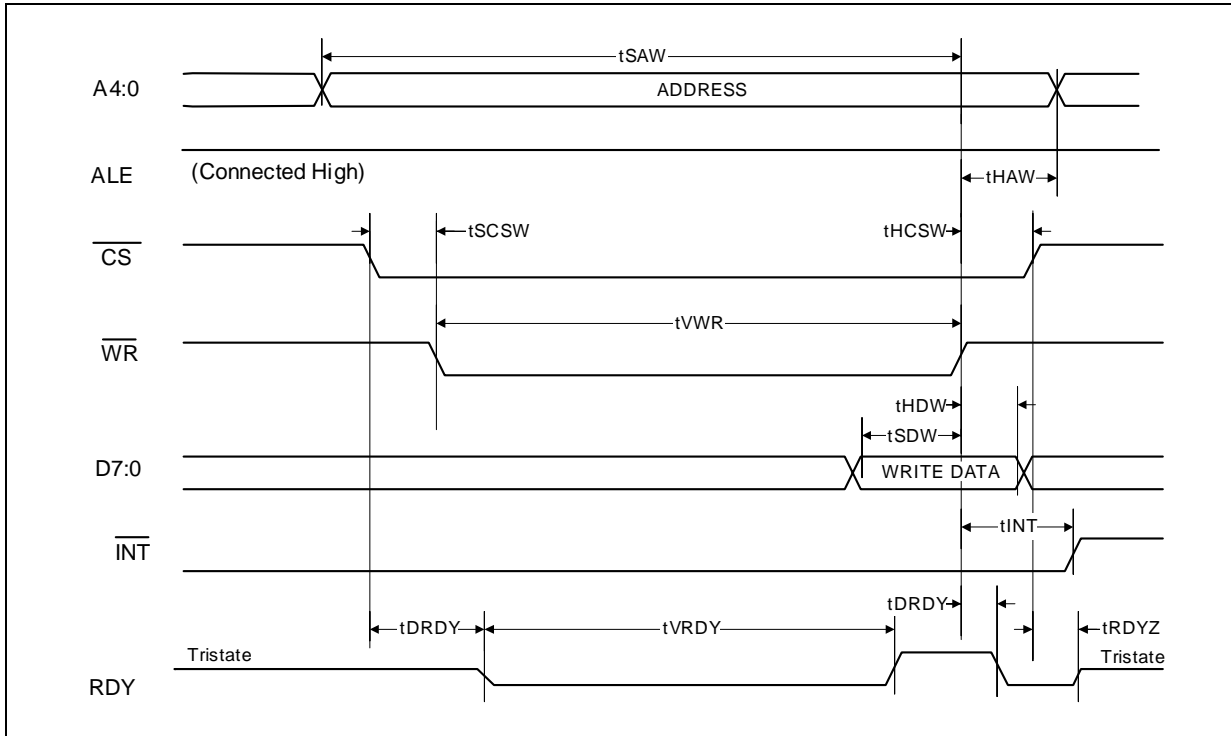 tSAW
A4:0
ADDRESS
ALE
(Connected High)
tHAW
CS
tSCSW
tHCSW
WR
tVWR
tHDW
tSDW
D7:0
WRITE DATA
INT
tINT
tDRDY
tDRDY
tVRDY
tRDYZ
Tristate
Tristate
RDY